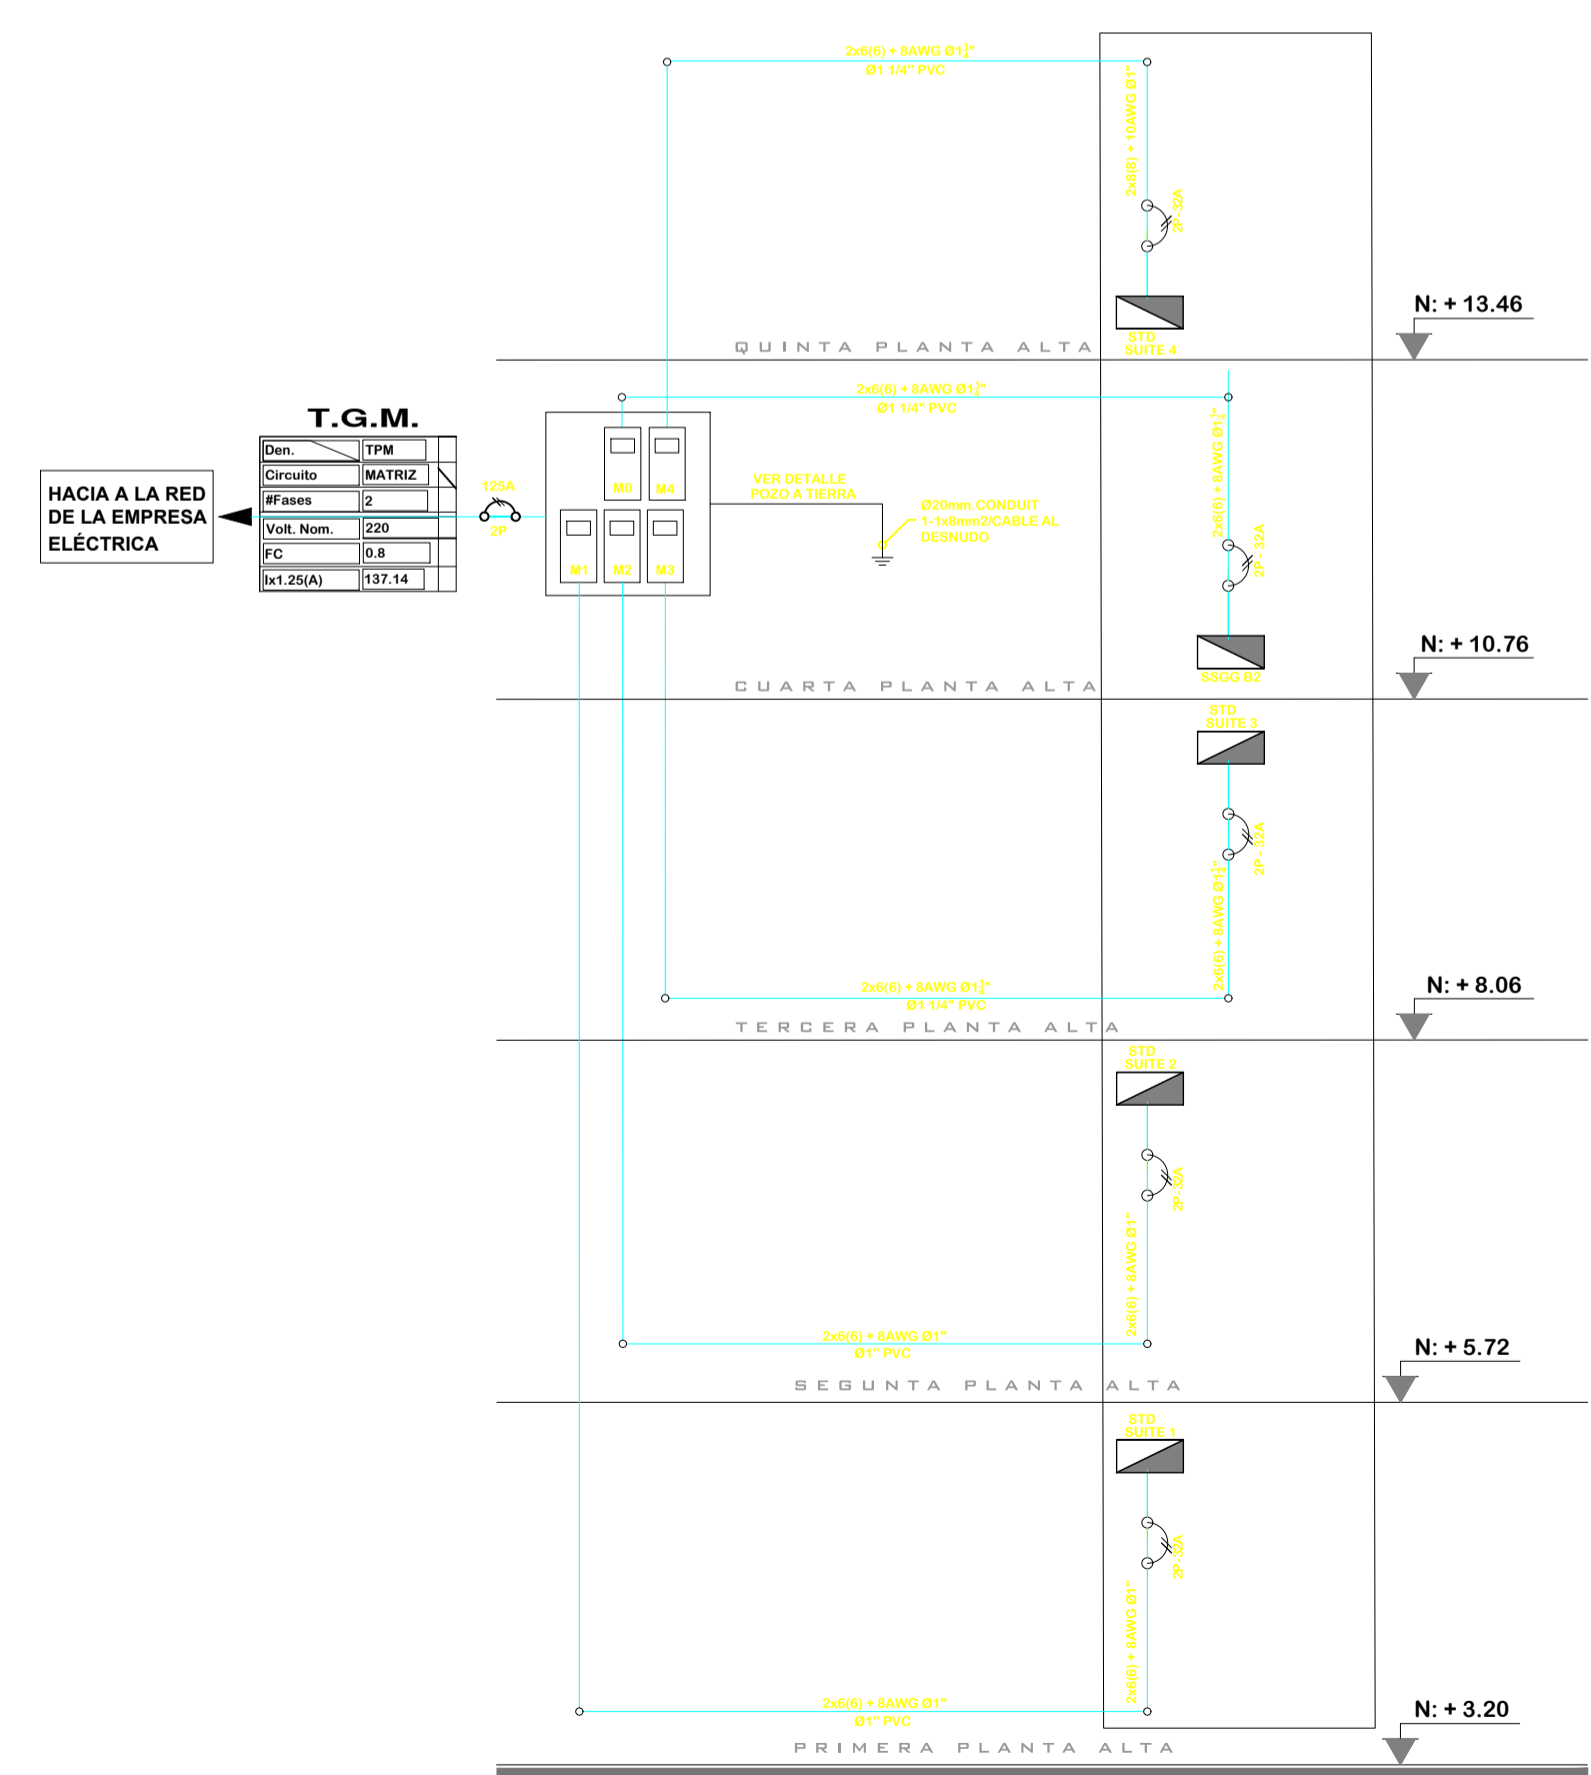 2x6(6) + 8AWG Ø1¼"
Ø1 1/4" PVC
2x8(8) + 10AWG Ø1"
2P-32A
STD
SUITE 4
N: + 13.46
QUINTA PLANTA ALTA
2x6(6) + 8AWG Ø1¼"
Ø1 1/4" PVC
T.G.M.
Den. TPM
Circuito MATRIZ
#Fases 2
Volt. Nom. 220
FC 0.8
Ix1.25(A) 137.14
HACIA A LA RED
DE LA EMPRESA
ELÉCTRICA
125A
2P
M0 M4
M1 M2 M3
VER DETALLE
POZO A TIERRA
Ø20mm.CONDUIT
1-1x8mm2/CABLE AL
DESNUDO
2x6(6) + 8AWG Ø1¼"
2P - 32A
SSGG B2
N: + 10.76
CUARTA PLANTA ALTA
STD
SUITE 3
2P - 32A
2x6(6) + 8AWG Ø1¼"
2x6(6) + 8AWG Ø1¼"
Ø1 1/4" PVC
N: + 8.06
TERCERA PLANTA ALTA
STD
SUITE 2
2P-32A
2x6(6) + 8AWG Ø1"
2x6(6) + 8AWG Ø1"
Ø1" PVC
N: + 5.72
SEGUNTA PLANTA ALTA
STD
SUITE 1
2P-32A
2x6(6) + 8AWG Ø1"
2x6(6) + 8AWG Ø1"
Ø1" PVC
N: + 3.20
PRIMERA PLANTA ALTA